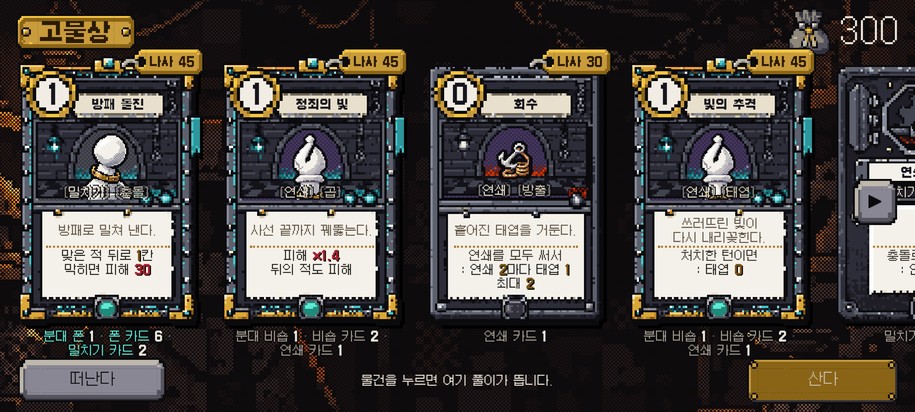 고물상
300
나사 45
1
방패 돌진
[밀치기] [충돌]
방패로 밀쳐 낸다.
맞은 적 뒤로 1칸
막히면 피해 30
분대 폰 1 · 폰 카드 6
밀치기 카드 2
나사 45
1
정죄의 빛
[연쇄] [곱]
사선 끝까지 꿰뚫는다.
피해 x1.4
뒤의 적도 피해
분대 비숍 1 · 비숍 카드 2
연쇄 카드 1
나사 30
0
회수
[연쇄] [방출]
흩어진 태엽을 거둔다.
연쇄를 모두 써서
: 연쇄 2마다 태엽 1
최대 2
연쇄 카드 1
나사 45
1
빛의 추격
[연쇄] [태엽]
쓰러뜨린 빛이
다시 내리꽂힌다.
처치한 턴이면
: 태엽 0
분대 비숍 1 · 비숍 카드 2
연쇄 카드 1
떠난다
물건을 누르면 여기 풀이가 뜹니다.
산다